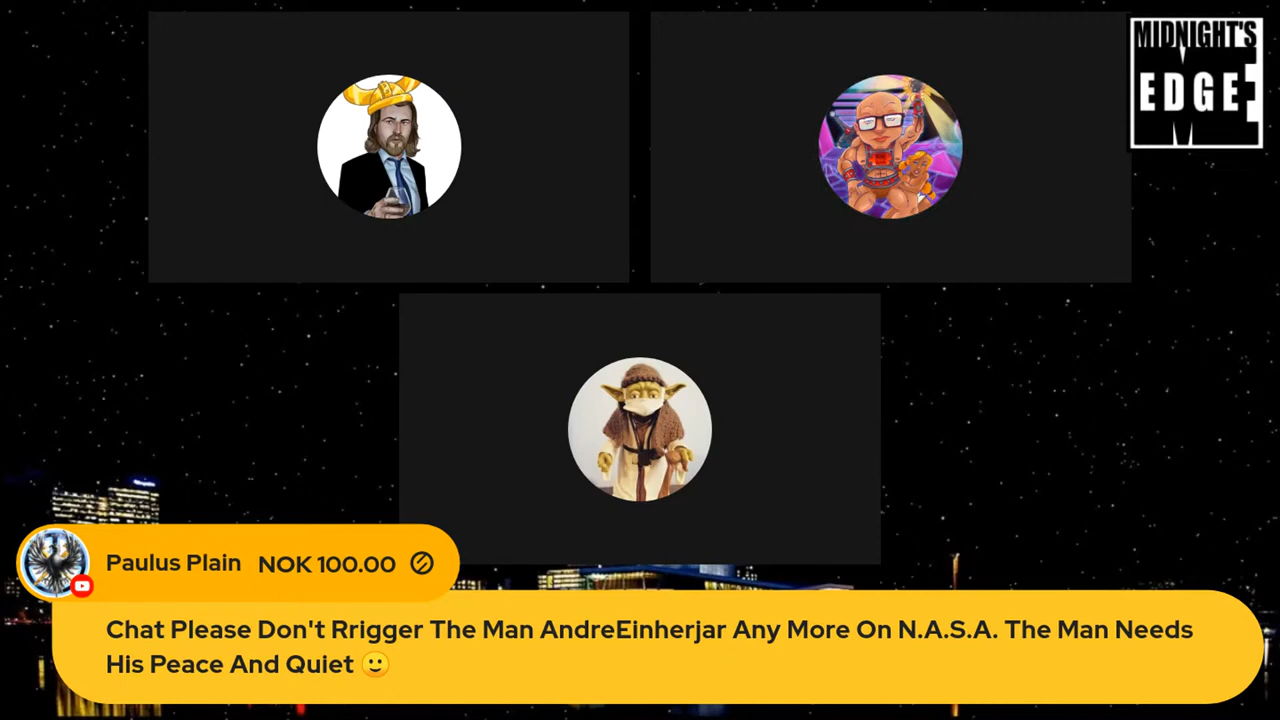 MIDNIGHT'S
EDGE
Paulus Plain NOK 100.00
Chat Please Don't Rrigger The Man AndreEinherjar Any More On N.A.S.A. The Man Needs
His Peace And Quiet 🙂